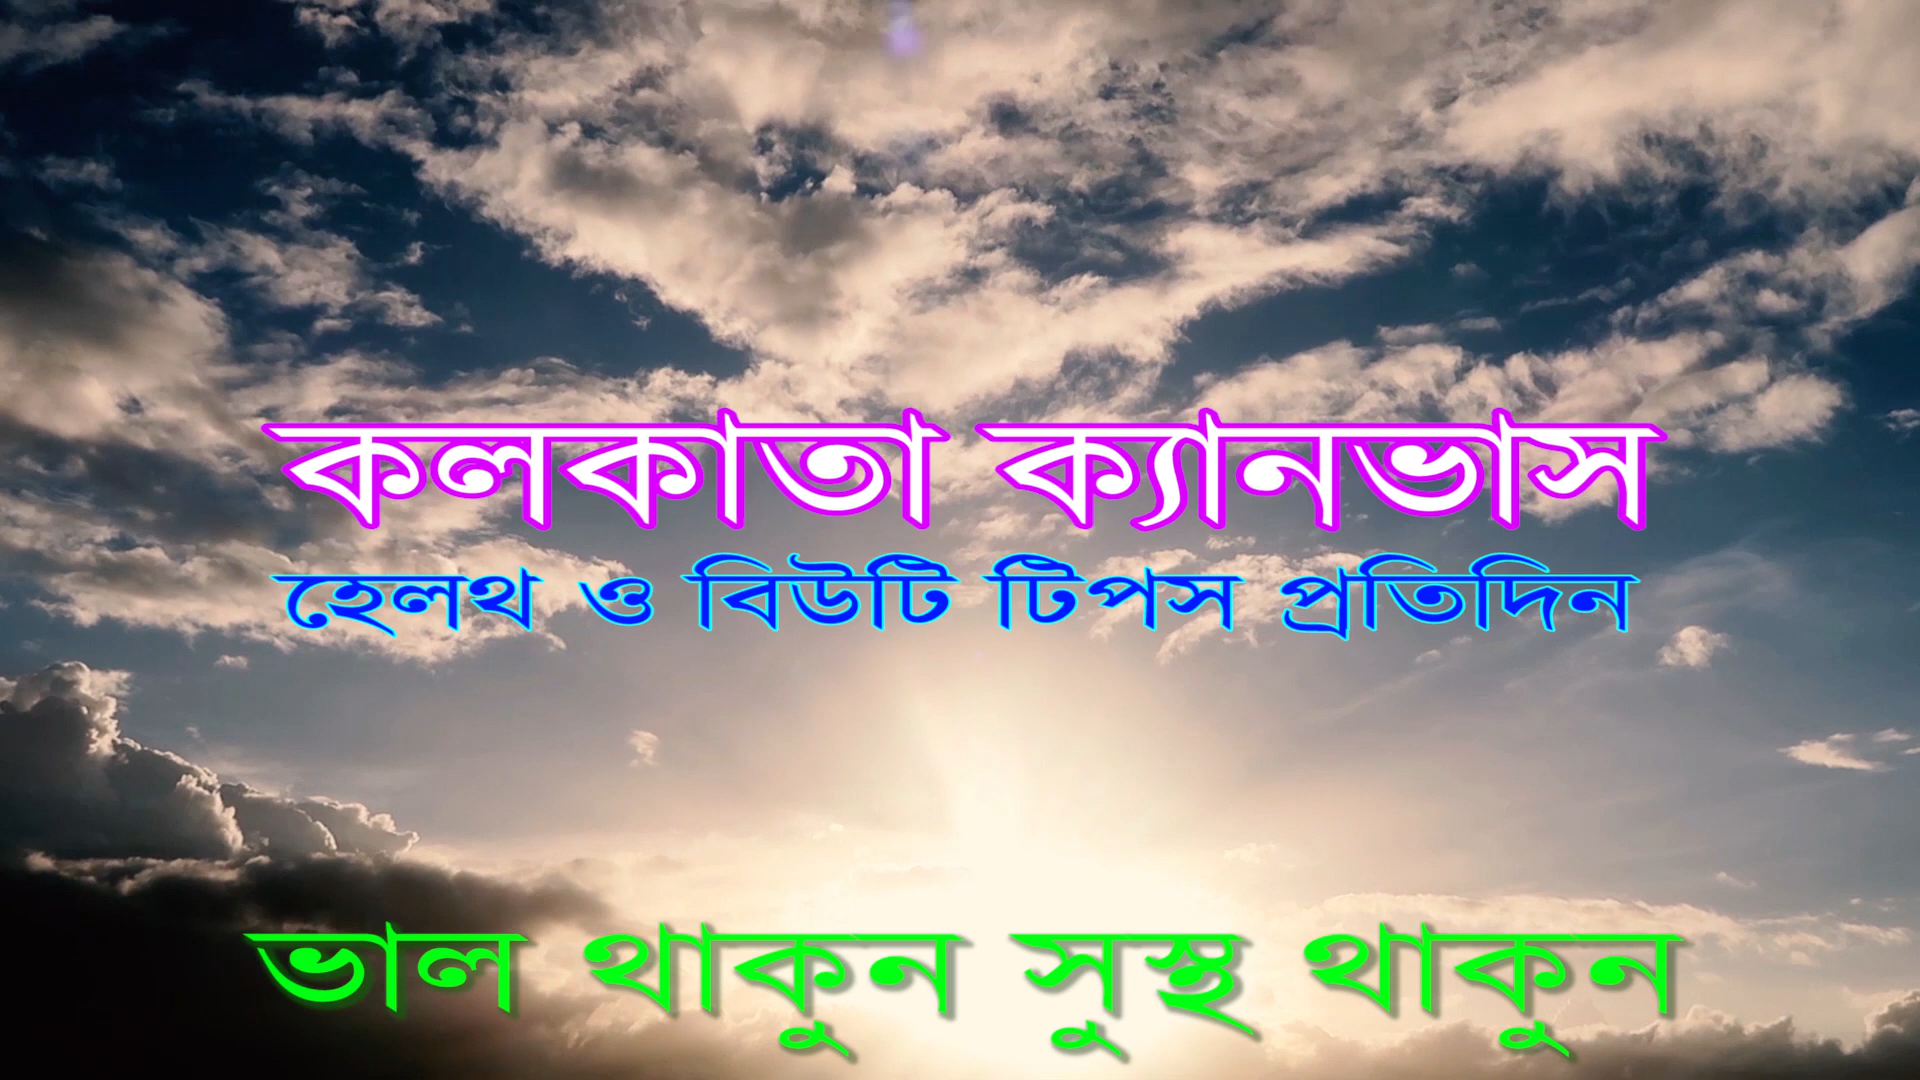 কলকাতা ক্যানভাস
হেলথ ও বিউটি টিপস প্রতিদিন
ভাল থাকুন সুস্থ থাকুন